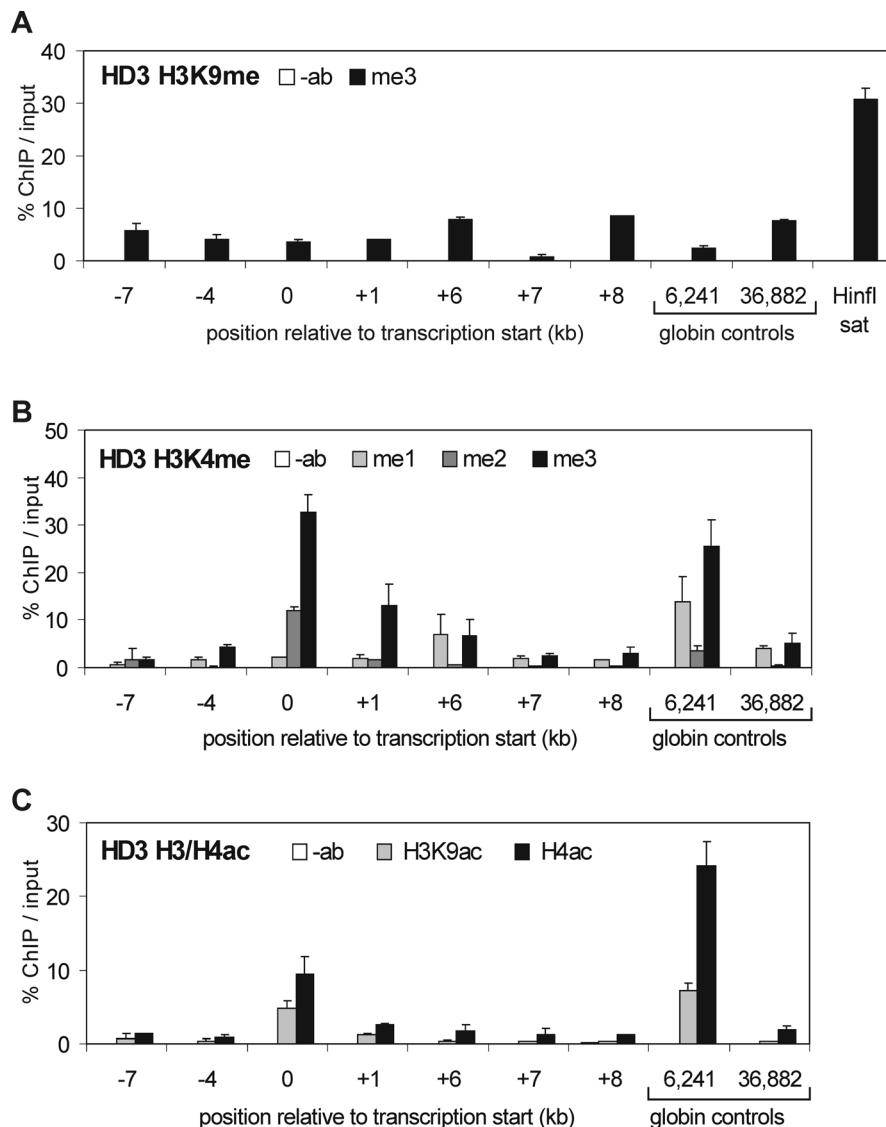 A
HD3 H3K9me -ab me3
% ChIP / input
40
30
20
10
0
-7 -4 0 +1 +6 +7 +8 6,241 36,882 HinfI
position relative to transcription start (kb) globin controls sat
B
HD3 H3K4me -ab me1 me2 me3
% ChIP / input
50
40
30
20
10
0
-7 -4 0 +1 +6 +7 +8 6,241 36,882
position relative to transcription start (kb) globin controls
C
HD3 H3/H4ac -ab H3K9ac H4ac
% ChIP / input
30
20
10
0
-7 -4 0 +1 +6 +7 +8 6,241 36,882
position relative to transcription start (kb) globin controls